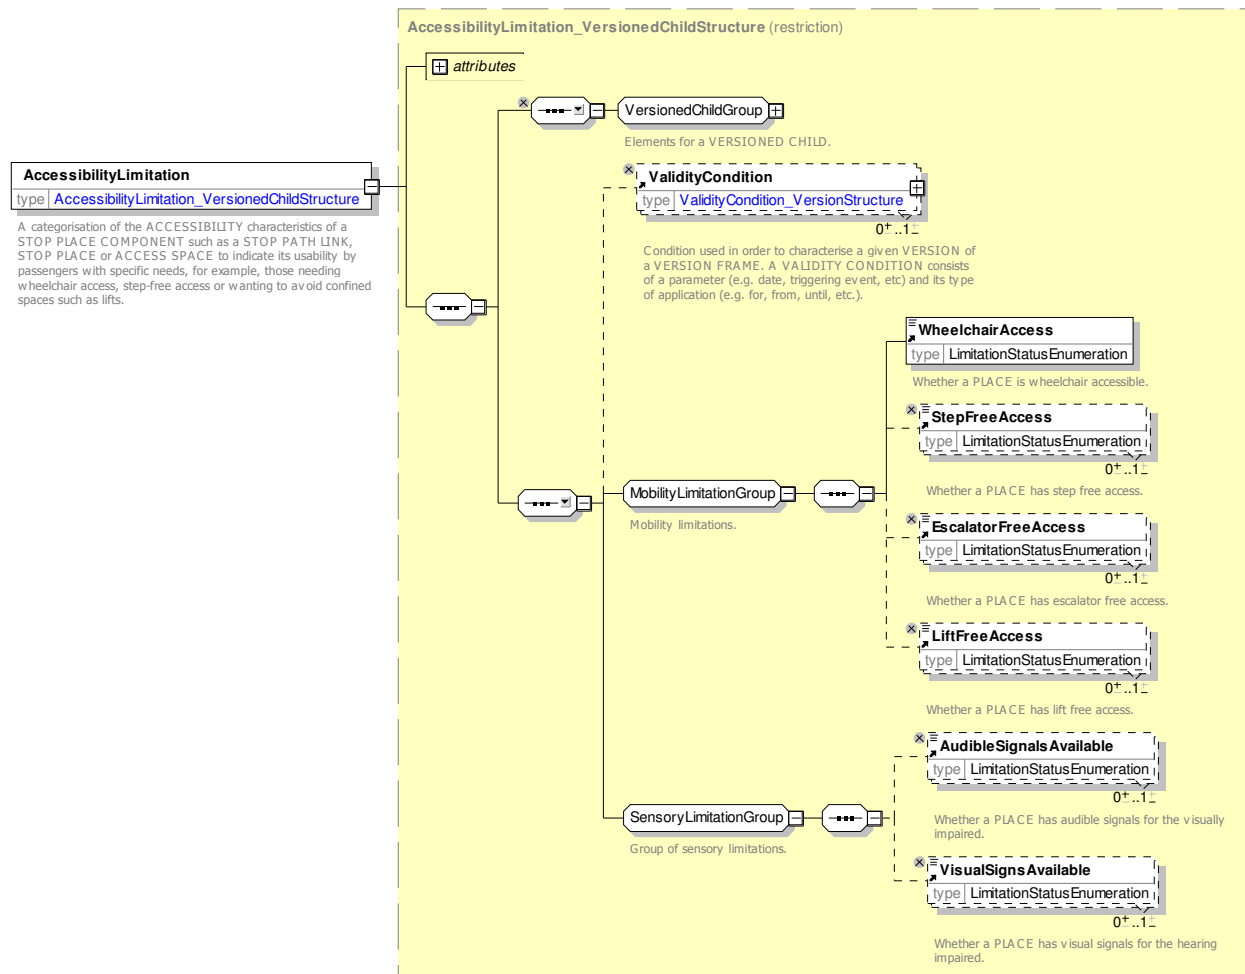 AccessibilityLimitation_VersionedChildStructure (restriction)
attributes
VersionedChildGroup
Elements for a VERSIONED CHILD.
AccessibilityLimitation
type AccessibilityLimitation_VersionedChildStructure
A categorisation of the ACCESSIBILITY characteristics of a
STOP PLACE COMPONENT such as a STOP PATH LINK,
STOP PLACE or ACCESS SPACE to indicate its usability by
passengers with specific needs, for example, those needing
wheelchair access, step-free access or wanting to avoid confined
spaces such as lifts.
ValidityCondition
type ValidityCondition_VersionStructure
0..1
Condition used in order to characterise a given VERSION of
a VERSION FRAME. A VALIDITY CONDITION consists
of a parameter (e.g. date, triggering event, etc) and its type
of application (e.g. for, from, until, etc.).
WheelchairAccess
type LimitationStatusEnumeration
Whether a PLACE is wheelchair accessible.
StepFreeAccess
type LimitationStatusEnumeration
0..1
Whether a PLACE has step free access.
MobilityLimitationGroup
Mobility limitations.
EscalatorFreeAccess
type LimitationStatusEnumeration
0..1
Whether a PLACE has escalator free access.
LiftFreeAccess
type LimitationStatusEnumeration
0..1
Whether a PLACE has lift free access.
AudibleSignalsAvailable
type LimitationStatusEnumeration
0..1
Whether a PLACE has audible signals for the visually
impaired.
SensoryLimitationGroup
Group of sensory limitations.
VisualSignsAvailable
type LimitationStatusEnumeration
0..1
Whether a PLACE has visual signals for the hearing
impaired.